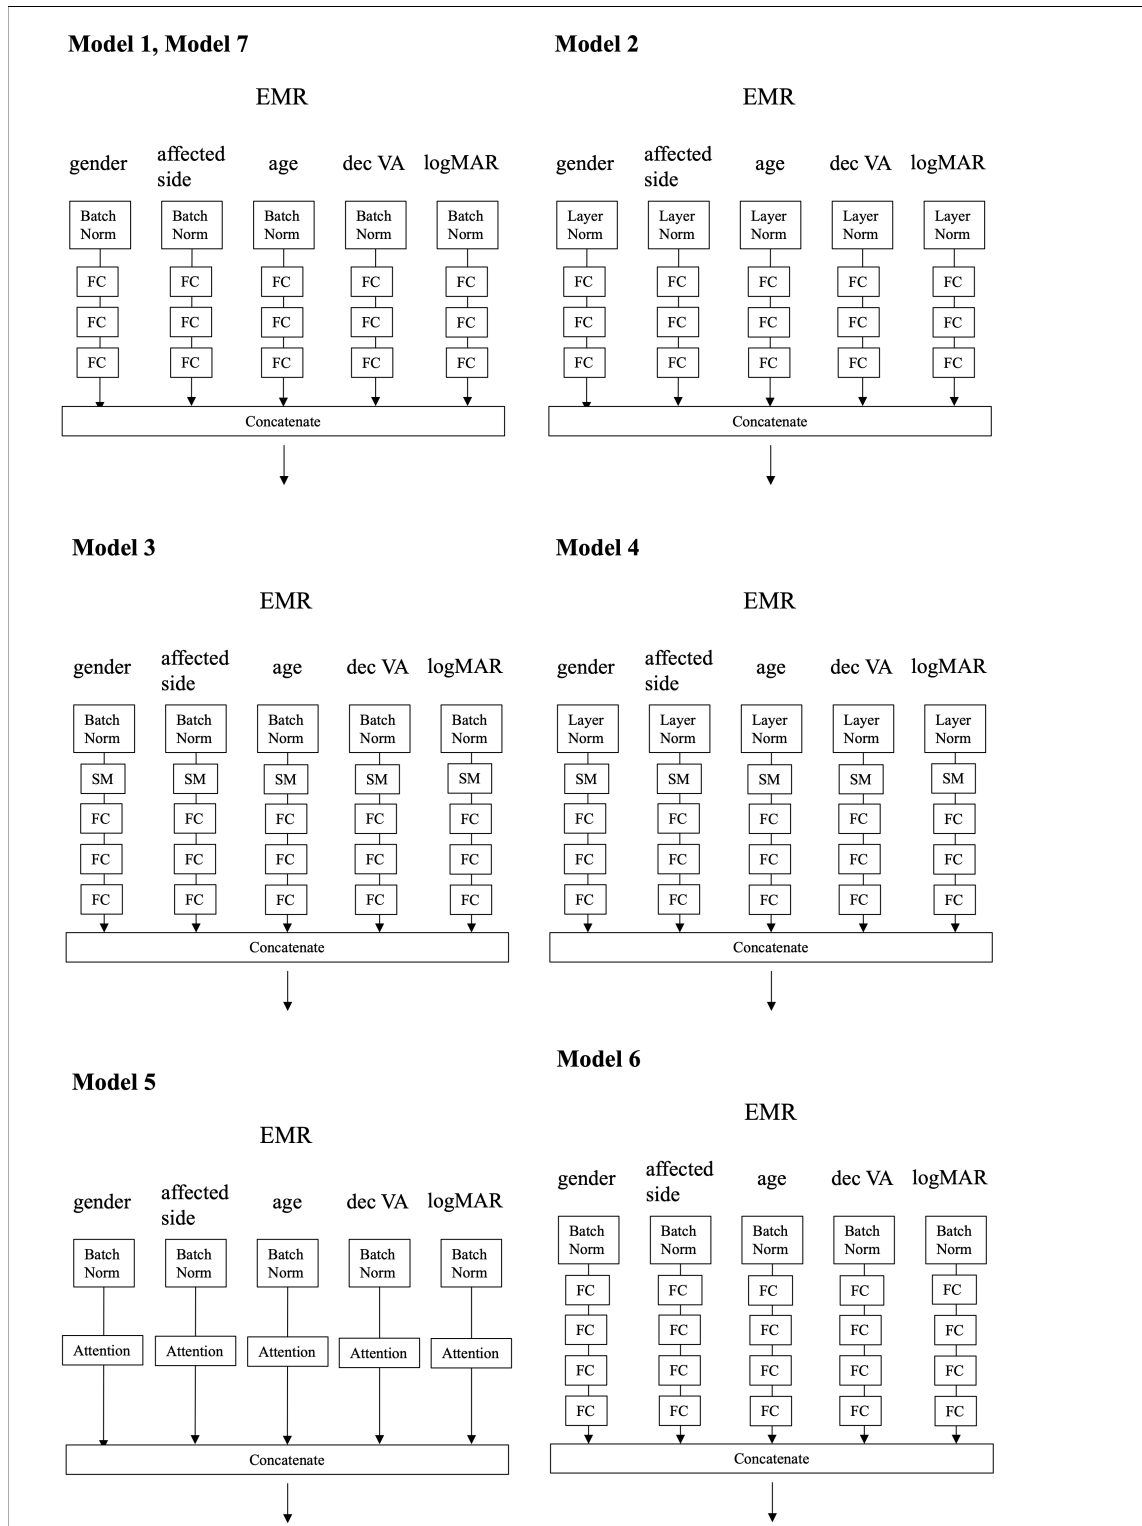 Model 1, Model 7
EMR
gender affected side age dec VA logMAR
Batch Norm Batch Norm Batch Norm Batch Norm Batch Norm
FC FC FC FC FC
FC FC FC FC FC
FC FC FC FC FC
Concatenate
Model 2
EMR
gender affected side age dec VA logMAR
Layer Norm Layer Norm Layer Norm Layer Norm Layer Norm
FC FC FC FC FC
FC FC FC FC FC
FC FC FC FC FC
Concatenate
Model 3
EMR
gender affected side age dec VA logMAR
Batch Norm Batch Norm Batch Norm Batch Norm Batch Norm
SM SM SM SM SM
FC FC FC FC FC
FC FC FC FC FC
FC FC FC FC FC
Concatenate
Model 4
EMR
gender affected side age dec VA logMAR
Layer Norm Layer Norm Layer Norm Layer Norm Layer Norm
SM SM SM SM SM
FC FC FC FC FC
FC FC FC FC FC
FC FC FC FC FC
Concatenate
Model 5
EMR
gender affected side age dec VA logMAR
Batch Norm Batch Norm Batch Norm Batch Norm Batch Norm
Attention Attention Attention Attention Attention
Concatenate
Model 6
EMR
gender affected side age dec VA logMAR
Batch Norm Batch Norm Batch Norm Batch Norm Batch Norm
FC FC FC FC FC
FC FC FC FC FC
FC FC FC FC FC
FC FC FC FC FC
Concatenate